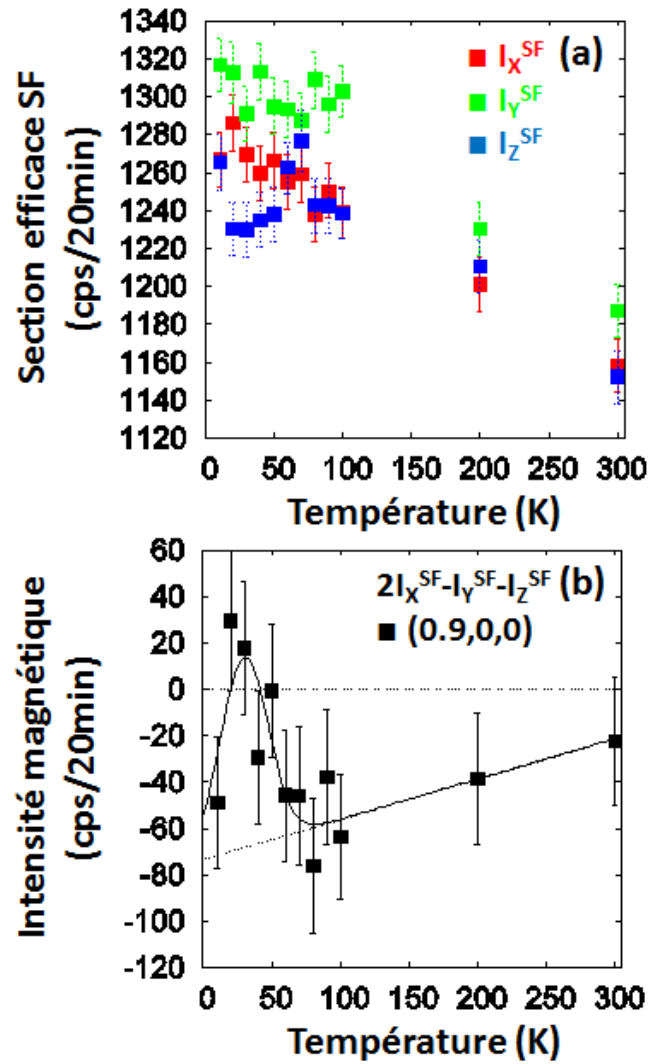 Section efficace SF
(cps/20min)
1340
1320
1300
1280
1260
1240
1220
1200
1180
1160
1140
1120
I_X^SF (a)
I_Y^SF
I_Z^SF
0 50 100 150 200 250 300
Température (K)
Intensité magnétique
(cps/20min)
60
40
20
0
-20
-40
-60
-80
-100
-120
2I_X^SF-I_Y^SF-I_Z^SF (b)
(0.9,0,0)
0 50 100 150 200 250 300
Température (K)